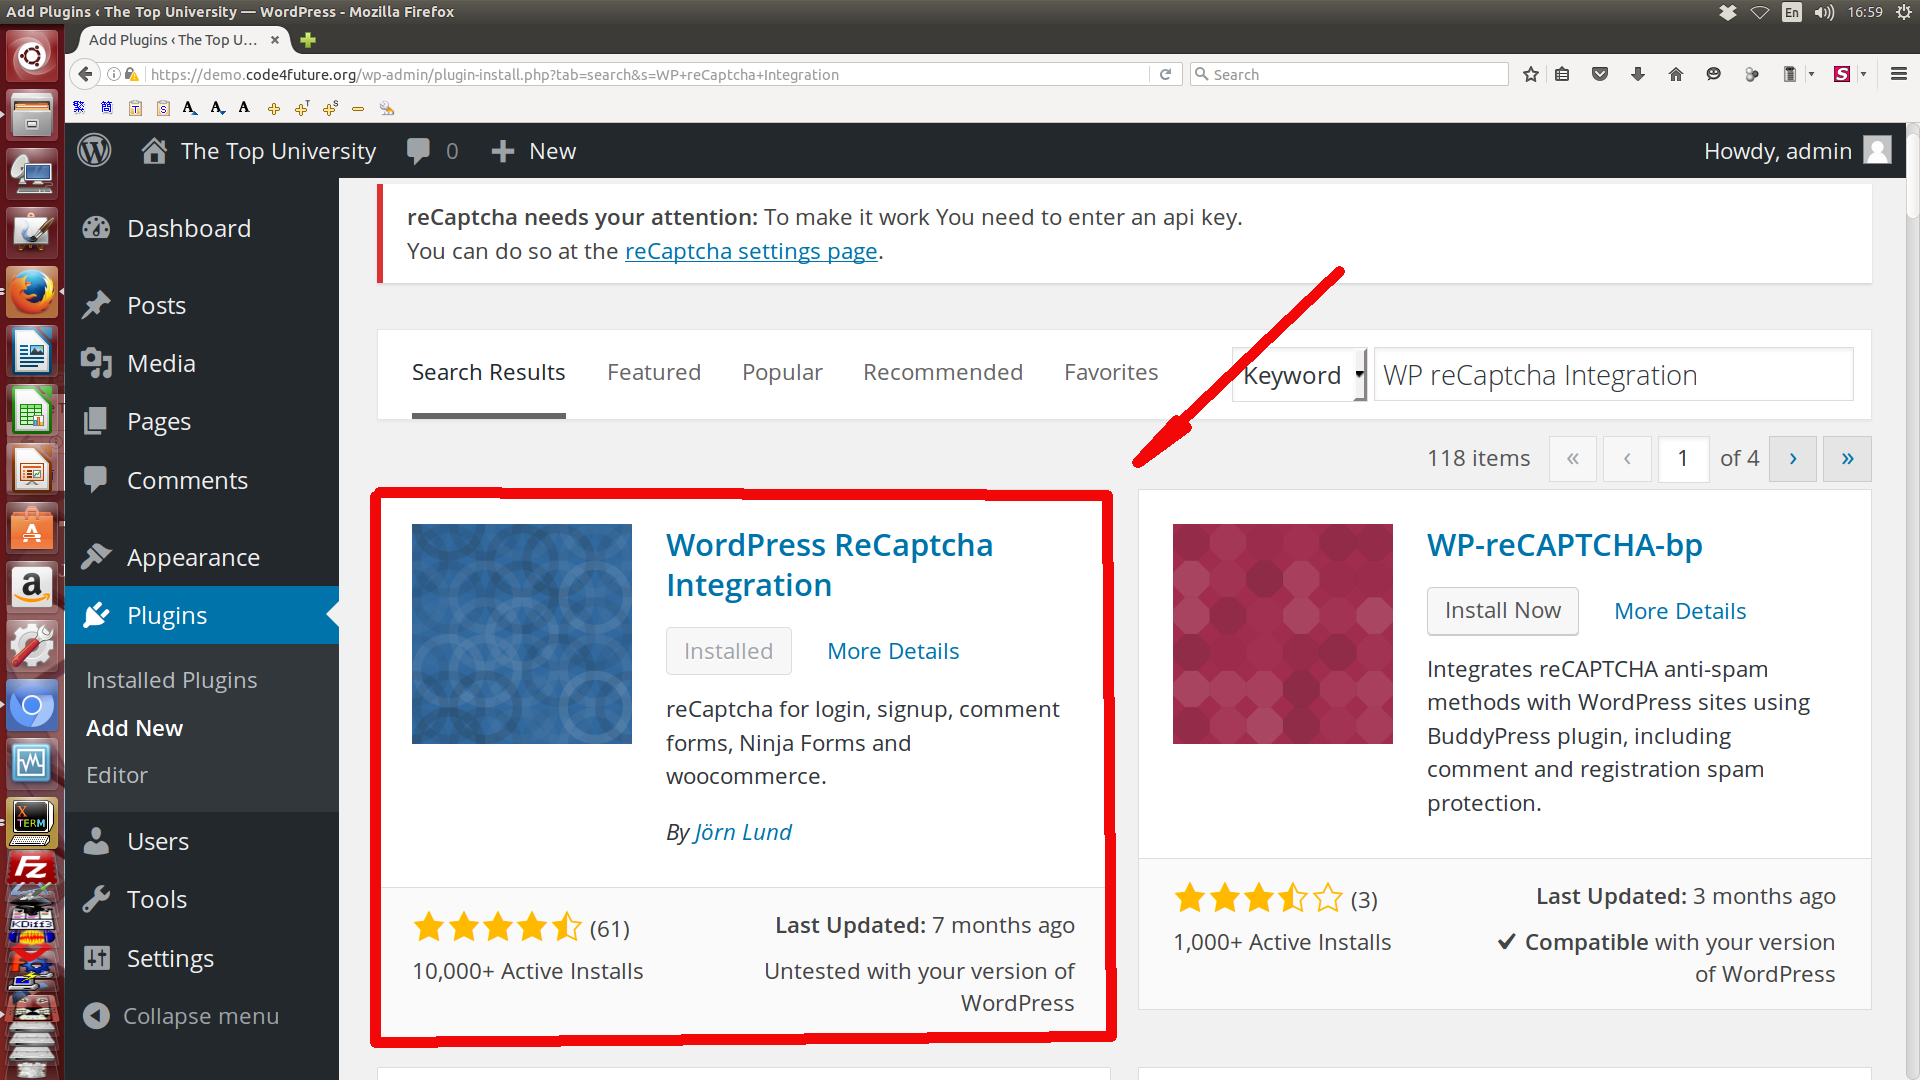 Add Plugins ‹ The Top University — WordPress - Mozilla Firefox
En
16:59
Add Plugins ‹ The Top U...
https://demo.code4future.org/wp-admin/plugin-install.php?tab=search&s=WP+reCaptcha+Integration
Search
The Top University
0
New
Howdy, admin
Dashboard
Posts
Media
Pages
Comments
Appearance
Plugins
Installed Plugins
Add New
Editor
Users
Tools
Settings
Collapse menu
reCaptcha needs your attention: To make it work You need to enter an api key.
You can do so at the reCaptcha settings page.
Search Results
Featured
Popular
Recommended
Favorites
Keyword
WP reCaptcha Integration
118 items
«
‹
1
of 4
›
»
WordPress ReCaptcha
Integration
Installed
More Details
reCaptcha for login, signup, comment
forms, Ninja Forms and
woocommerce.
By Jörn Lund
(61)
10,000+ Active Installs
Last Updated: 7 months ago
Untested with your version of
WordPress
WP-reCAPTCHA-bp
Install Now
More Details
Integrates reCAPTCHA anti-spam
methods with WordPress sites using
BuddyPress plugin, including
comment and registration spam
protection.
(3)
1,000+ Active Installs
Last Updated: 3 months ago
Compatible with your version
of WordPress
X
TERM
FZ
KDiff3